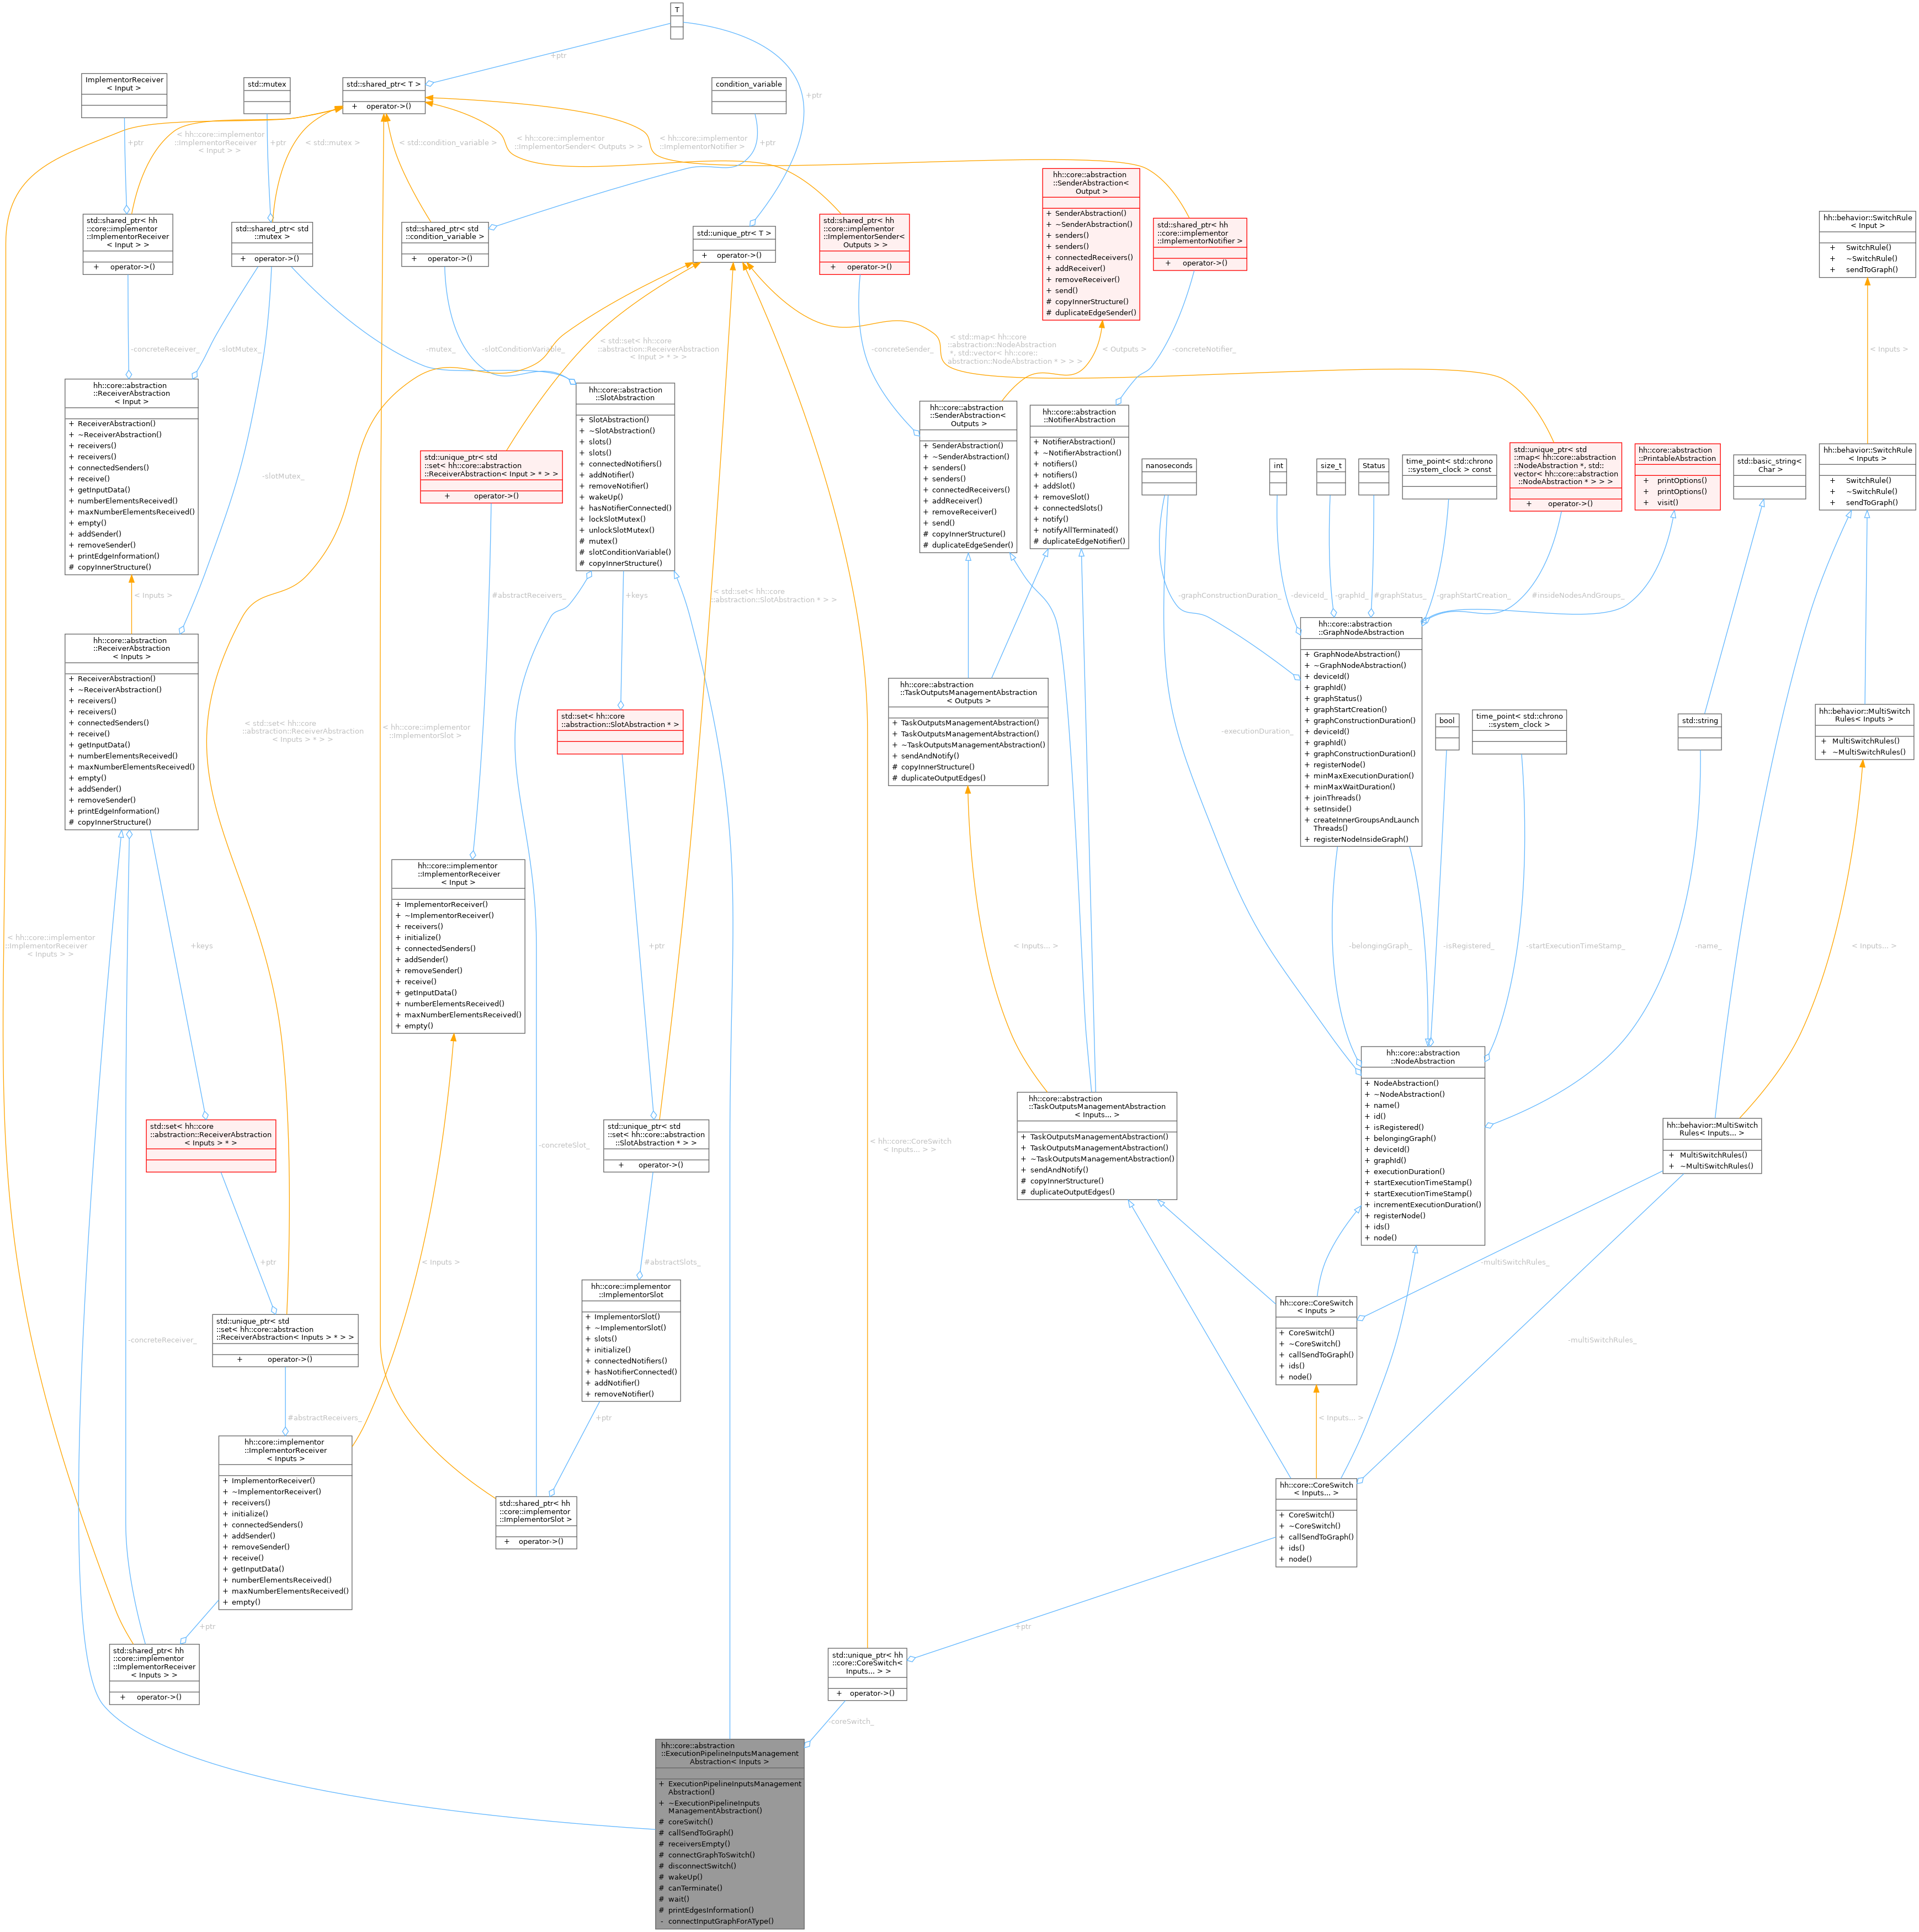 T
+ptr
+ptr
ImplementorReceiver
< Input >
std::mutex
std::shared_ptr< T >
+ operator->()
condition_variable
+ptr
< hh::core::implementor
::ImplementorReceiver
< Input > >
+ptr
< std::mutex >
< std::condition_variable >
< hh::core::implementor
::ImplementorSender< Outputs > >
< hh::core::implementor
::ImplementorNotifier >
+ptr
std::shared_ptr< hh
::core::implementor
::ImplementorReceiver
< Input > >
+ operator->()
std::shared_ptr< std
::mutex >
+ operator->()
std::shared_ptr< std
::condition_variable >
+ operator->()
std::unique_ptr< T >
+ operator->()
std::shared_ptr< hh
::core::implementor
::ImplementorSender<
Outputs > >
+ operator->()
hh::core::abstraction
::SenderAbstraction<
Output >
+ SenderAbstraction()
+ ~SenderAbstraction()
+ senders()
+ senders()
+ connectedReceivers()
+ addReceiver()
+ removeReceiver()
+ send()
# copyInnerStructure()
# duplicateEdgeSender()
std::shared_ptr< hh
::core::implementor
::ImplementorNotifier >
+ operator->()
hh::behavior::SwitchRule
< Input >
+ SwitchRule()
+ ~SwitchRule()
+ sendToGraph()
-concreteReceiver_
-slotMutex_
-mutex_
-slotConditionVariable_
< std::set< hh::core
::abstraction::ReceiverAbstraction
< Input > * > >
-concreteSender_
< std::map< hh::core
::abstraction::NodeAbstraction
*, std::vector< hh::core::
abstraction::NodeAbstraction * > > >
< Outputs >
-concreteNotifier_
< Inputs >
hh::core::abstraction
::ReceiverAbstraction
< Input >
+ ReceiverAbstraction()
+ ~ReceiverAbstraction()
+ receivers()
+ receivers()
+ connectedSenders()
+ receive()
+ getInputData()
+ numberElementsReceived()
+ maxNumberElementsReceived()
+ empty()
+ addSender()
+ removeSender()
+ printEdgeInformation()
# copyInnerStructure()
-slotMutex_
std::unique_ptr< std
::set< hh::core::abstraction
::ReceiverAbstraction< Input > * > >
+ operator->()
hh::core::abstraction
::SlotAbstraction
+ SlotAbstraction()
+ ~SlotAbstraction()
+ slots()
+ slots()
+ connectedNotifiers()
+ addNotifier()
+ removeNotifier()
+ wakeUp()
+ hasNotifierConnected()
+ lockSlotMutex()
+ unlockSlotMutex()
# mutex()
# slotConditionVariable()
# copyInnerStructure()
hh::core::abstraction
::SenderAbstraction<
Outputs >
+ SenderAbstraction()
+ ~SenderAbstraction()
+ senders()
+ senders()
+ connectedReceivers()
+ addReceiver()
+ removeReceiver()
+ send()
# copyInnerStructure()
# duplicateEdgeSender()
hh::core::abstraction
::NotifierAbstraction
+ NotifierAbstraction()
+ ~NotifierAbstraction()
+ notifiers()
+ notifiers()
+ addSlot()
+ removeSlot()
+ connectedSlots()
+ notify()
+ notifyAllTerminated()
# duplicateEdgeNotifier()
nanoseconds
int
size_t
Status
time_point< std::chrono
::system_clock > const
std::unique_ptr< std
::map< hh::core::abstraction
::NodeAbstraction *, std::
vector< hh::core::abstraction
::NodeAbstraction * > > >
+ operator->()
hh::core::abstraction
::PrintableAbstraction
+ printOptions()
+ printOptions()
+ visit()
std::basic_string<
Char >
hh::behavior::SwitchRule
< Inputs >
+ SwitchRule()
+ ~SwitchRule()
+ sendToGraph()
< Inputs >
#abstractReceivers_
+keys
< std::set< hh::core
::abstraction::SlotAbstraction * > >
-graphConstructionDuration_
-deviceId_
-graphId_
#graphStatus_
-graphStartCreation_
#insideNodesAndGroups_
hh::core::abstraction
::ReceiverAbstraction
< Inputs >
+ ReceiverAbstraction()
+ ~ReceiverAbstraction()
+ receivers()
+ receivers()
+ connectedSenders()
+ receive()
+ getInputData()
+ numberElementsReceived()
+ maxNumberElementsReceived()
+ empty()
+ addSender()
+ removeSender()
+ printEdgeInformation()
# copyInnerStructure()
< std::set< hh::core
::abstraction::ReceiverAbstraction
< Inputs > * > >
< hh::core::implementor
::ImplementorSlot >
std::set< hh::core
::abstraction::SlotAbstraction * >
hh::core::abstraction
::TaskOutputsManagementAbstraction
< Outputs >
+ TaskOutputsManagementAbstraction()
+ TaskOutputsManagementAbstraction()
+ ~TaskOutputsManagementAbstraction()
+ sendAndNotify()
# copyInnerStructure()
# duplicateOutputEdges()
-executionDuration_
hh::core::abstraction
::GraphNodeAbstraction
+ GraphNodeAbstraction()
+ ~GraphNodeAbstraction()
+ deviceId()
+ graphId()
+ graphStatus()
+ graphStartCreation()
+ graphConstructionDuration()
+ deviceId()
+ graphId()
+ graphConstructionDuration()
+ registerNode()
+ minMaxExecutionDuration()
+ minMaxWaitDuration()
+ joinThreads()
+ setInside()
+ createInnerGroupsAndLaunch
Threads()
+ registerNodeInsideGraph()
bool
time_point< std::chrono
::system_clock >
std::string
hh::behavior::MultiSwitch
Rules< Inputs >
+ MultiSwitchRules()
+ ~MultiSwitchRules()
< hh::core::implementor
::ImplementorReceiver
< Inputs > >
+keys
hh::core::implementor
::ImplementorReceiver
< Input >
+ ImplementorReceiver()
+ ~ImplementorReceiver()
+ receivers()
+ initialize()
+ connectedSenders()
+ addSender()
+ removeSender()
+ receive()
+ getInputData()
+ numberElementsReceived()
+ maxNumberElementsReceived()
+ empty()
+ptr
< Inputs... >
-belongingGraph_
-isRegistered_
-startExecutionTimeStamp_
-name_
< Inputs... >
std::set< hh::core
::abstraction::ReceiverAbstraction
< Inputs > * >
-concreteSlot_
std::unique_ptr< std
::set< hh::core::abstraction
::SlotAbstraction * > >
+ operator->()
< hh::core::CoreSwitch
< Inputs... > >
hh::core::abstraction
::TaskOutputsManagementAbstraction
< Inputs... >
+ TaskOutputsManagementAbstraction()
+ TaskOutputsManagementAbstraction()
+ ~TaskOutputsManagementAbstraction()
+ sendAndNotify()
# copyInnerStructure()
# duplicateOutputEdges()
hh::core::abstraction
::NodeAbstraction
+ NodeAbstraction()
+ ~NodeAbstraction()
+ name()
+ id()
+ isRegistered()
+ belongingGraph()
+ deviceId()
+ graphId()
+ executionDuration()
+ startExecutionTimeStamp()
+ startExecutionTimeStamp()
+ incrementExecutionDuration()
+ registerNode()
+ ids()
+ node()
hh::behavior::MultiSwitch
Rules< Inputs... >
+ MultiSwitchRules()
+ ~MultiSwitchRules()
+ptr
< Inputs >
#abstractSlots_
-multiSwitchRules_
-concreteReceiver_
std::unique_ptr< std
::set< hh::core::abstraction
::ReceiverAbstraction< Inputs > * > >
+ operator->()
hh::core::implementor
::ImplementorSlot
+ ImplementorSlot()
+ ~ImplementorSlot()
+ slots()
+ initialize()
+ connectedNotifiers()
+ hasNotifierConnected()
+ addNotifier()
+ removeNotifier()
hh::core::CoreSwitch
< Inputs >
+ CoreSwitch()
+ ~CoreSwitch()
+ callSendToGraph()
+ ids()
+ node()
-multiSwitchRules_
#abstractReceivers_
+ptr
< Inputs... >
hh::core::implementor
::ImplementorReceiver
< Inputs >
+ ImplementorReceiver()
+ ~ImplementorReceiver()
+ receivers()
+ initialize()
+ connectedSenders()
+ addSender()
+ removeSender()
+ receive()
+ getInputData()
+ numberElementsReceived()
+ maxNumberElementsReceived()
+ empty()
std::shared_ptr< hh
::core::implementor
::ImplementorSlot >
+ operator->()
hh::core::CoreSwitch
< Inputs... >
+ CoreSwitch()
+ ~CoreSwitch()
+ callSendToGraph()
+ ids()
+ node()
+ptr
+ptr
std::shared_ptr< hh
::core::implementor
::ImplementorReceiver
< Inputs > >
+ operator->()
std::unique_ptr< hh
::core::CoreSwitch<
Inputs... > >
+ operator->()
-coreSwitch_
hh::core::abstraction
::ExecutionPipelineInputsManagement
Abstraction< Inputs >
+ ExecutionPipelineInputsManagement
Abstraction()
+ ~ExecutionPipelineInputs
ManagementAbstraction()
# coreSwitch()
# callSendToGraph()
# receiversEmpty()
# connectGraphToSwitch()
# disconnectSwitch()
# wakeUp()
# canTerminate()
# wait()
# printEdgesInformation()
- connectInputGraphForAType()